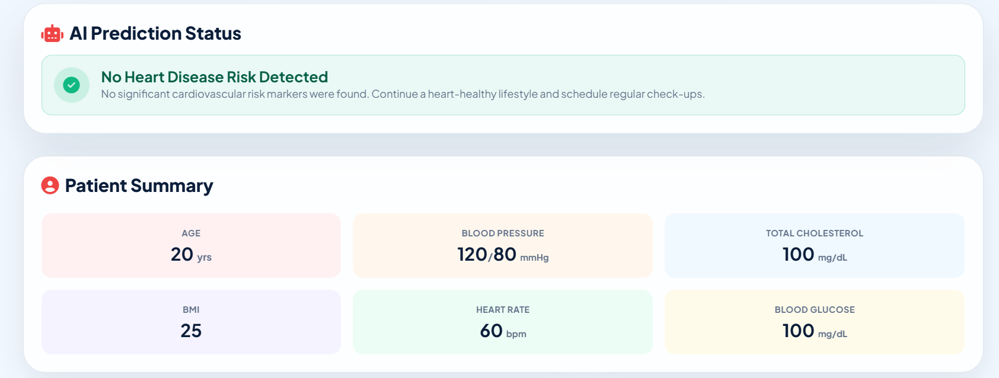 AI Prediction Status
No Heart Disease Risk Detected
No significant cardiovascular risk markers were found. Continue a heart-healthy lifestyle and schedule regular check-ups.
Patient Summary
AGE
20 yrs
BLOOD PRESSURE
120/80 mmHg
TOTAL CHOLESTEROL
100 mg/dL
BMI
25
HEART RATE
60 bpm
BLOOD GLUCOSE
100 mg/dL